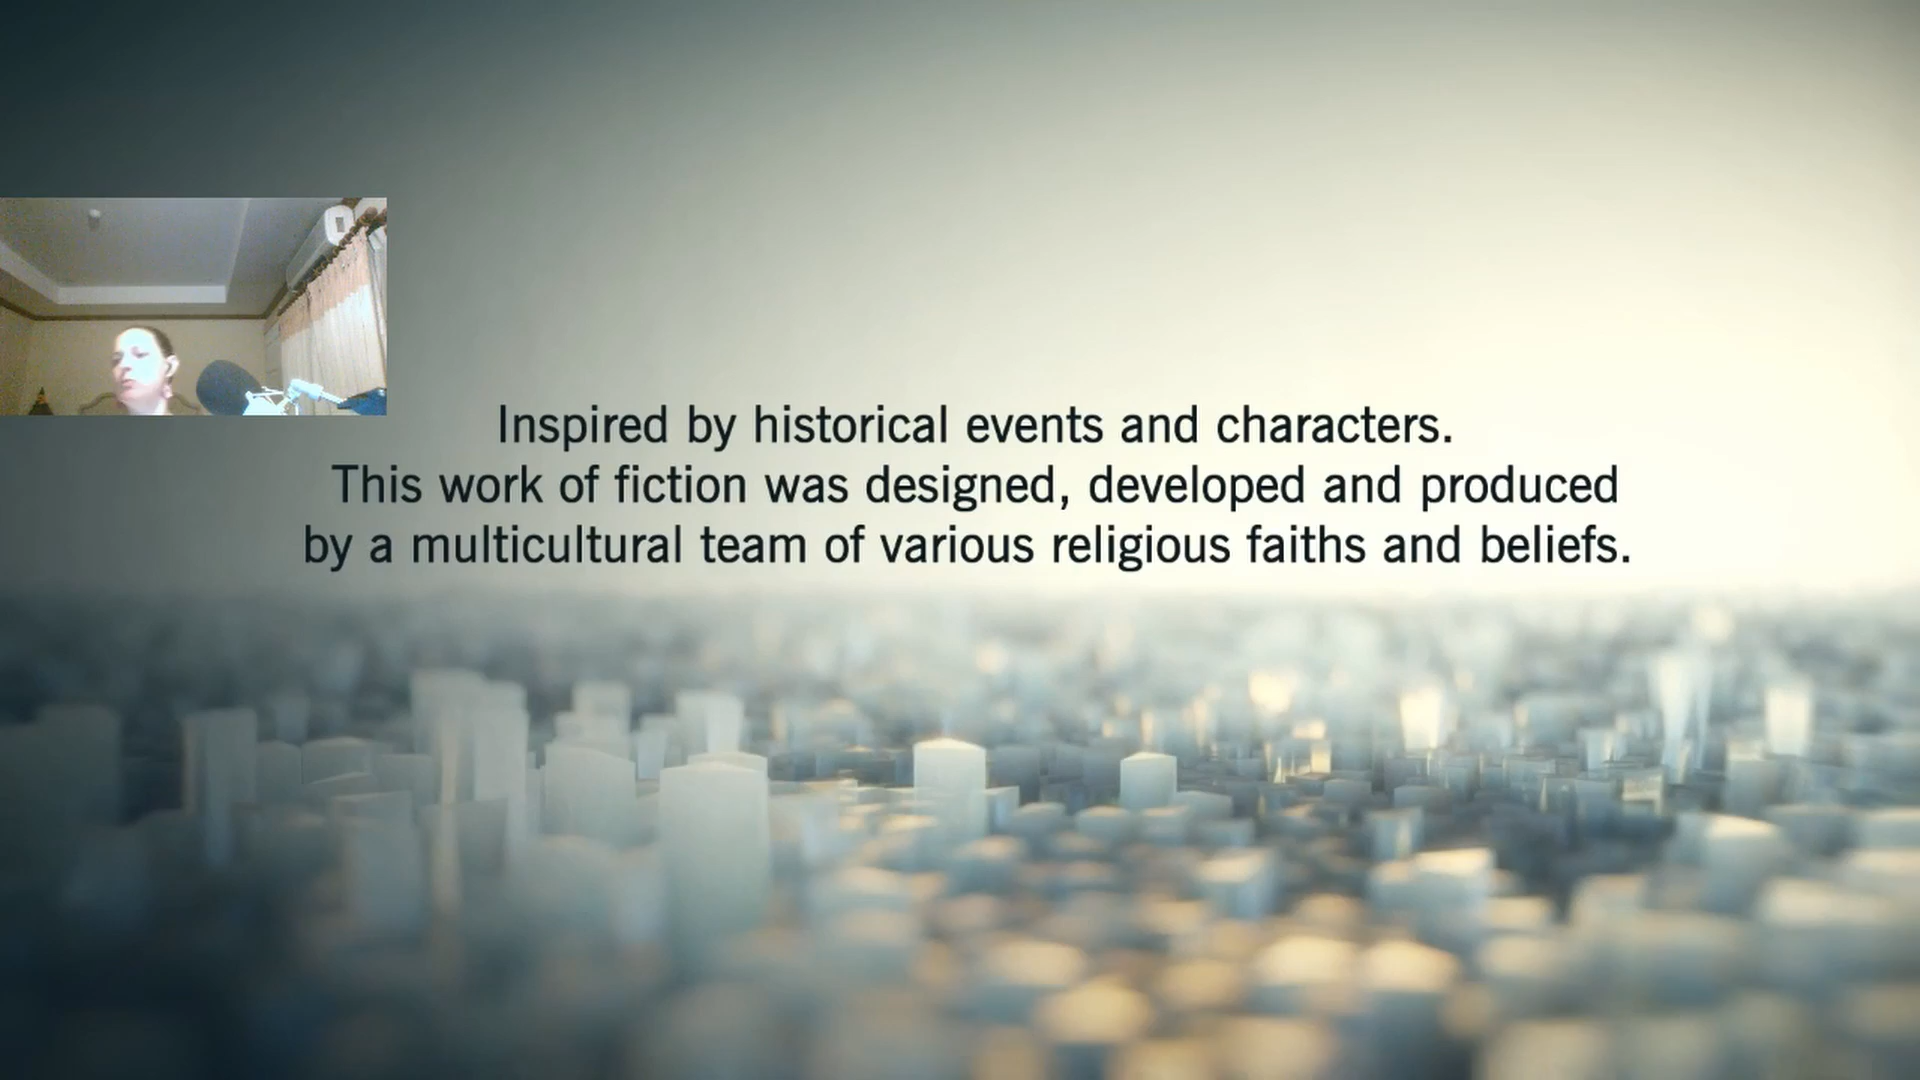 Inspired by historical events and characters.
This work of fiction was designed, developed and produced
by a multicultural team of various religious faiths and beliefs.